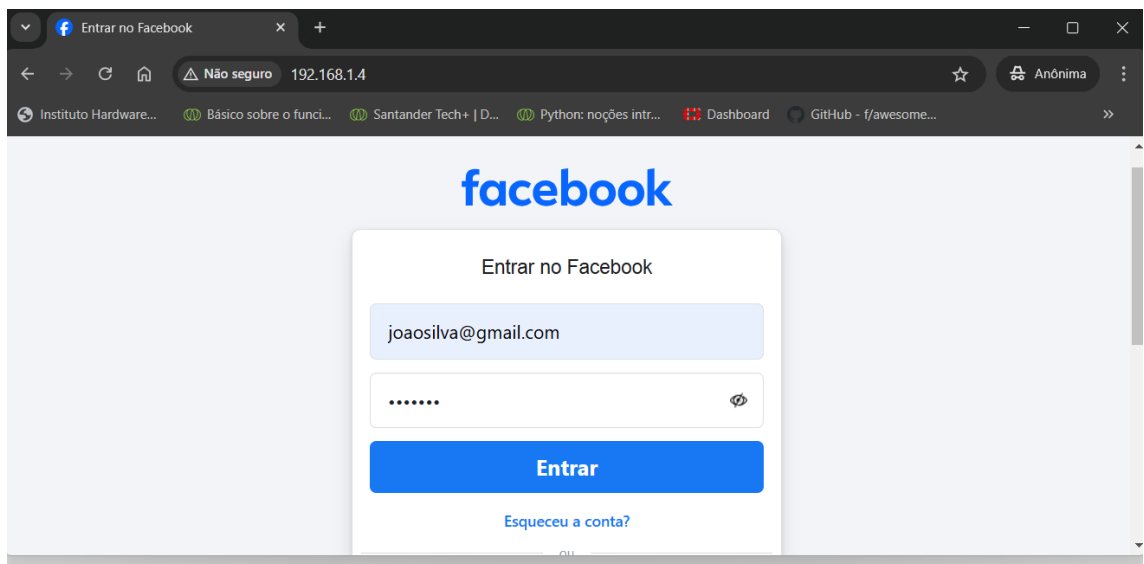 Entrar no Facebook
Não seguro 192.168.1.4 Anônima
Instituto Hardware... Básico sobre o funci... Santander Tech+ | D... Python: noções intr... Dashboard GitHub - f/awesome...
facebook
Entrar no Facebook
joaosilva@gmail.com
•••••••
Entrar
Esqueceu a conta?
ou